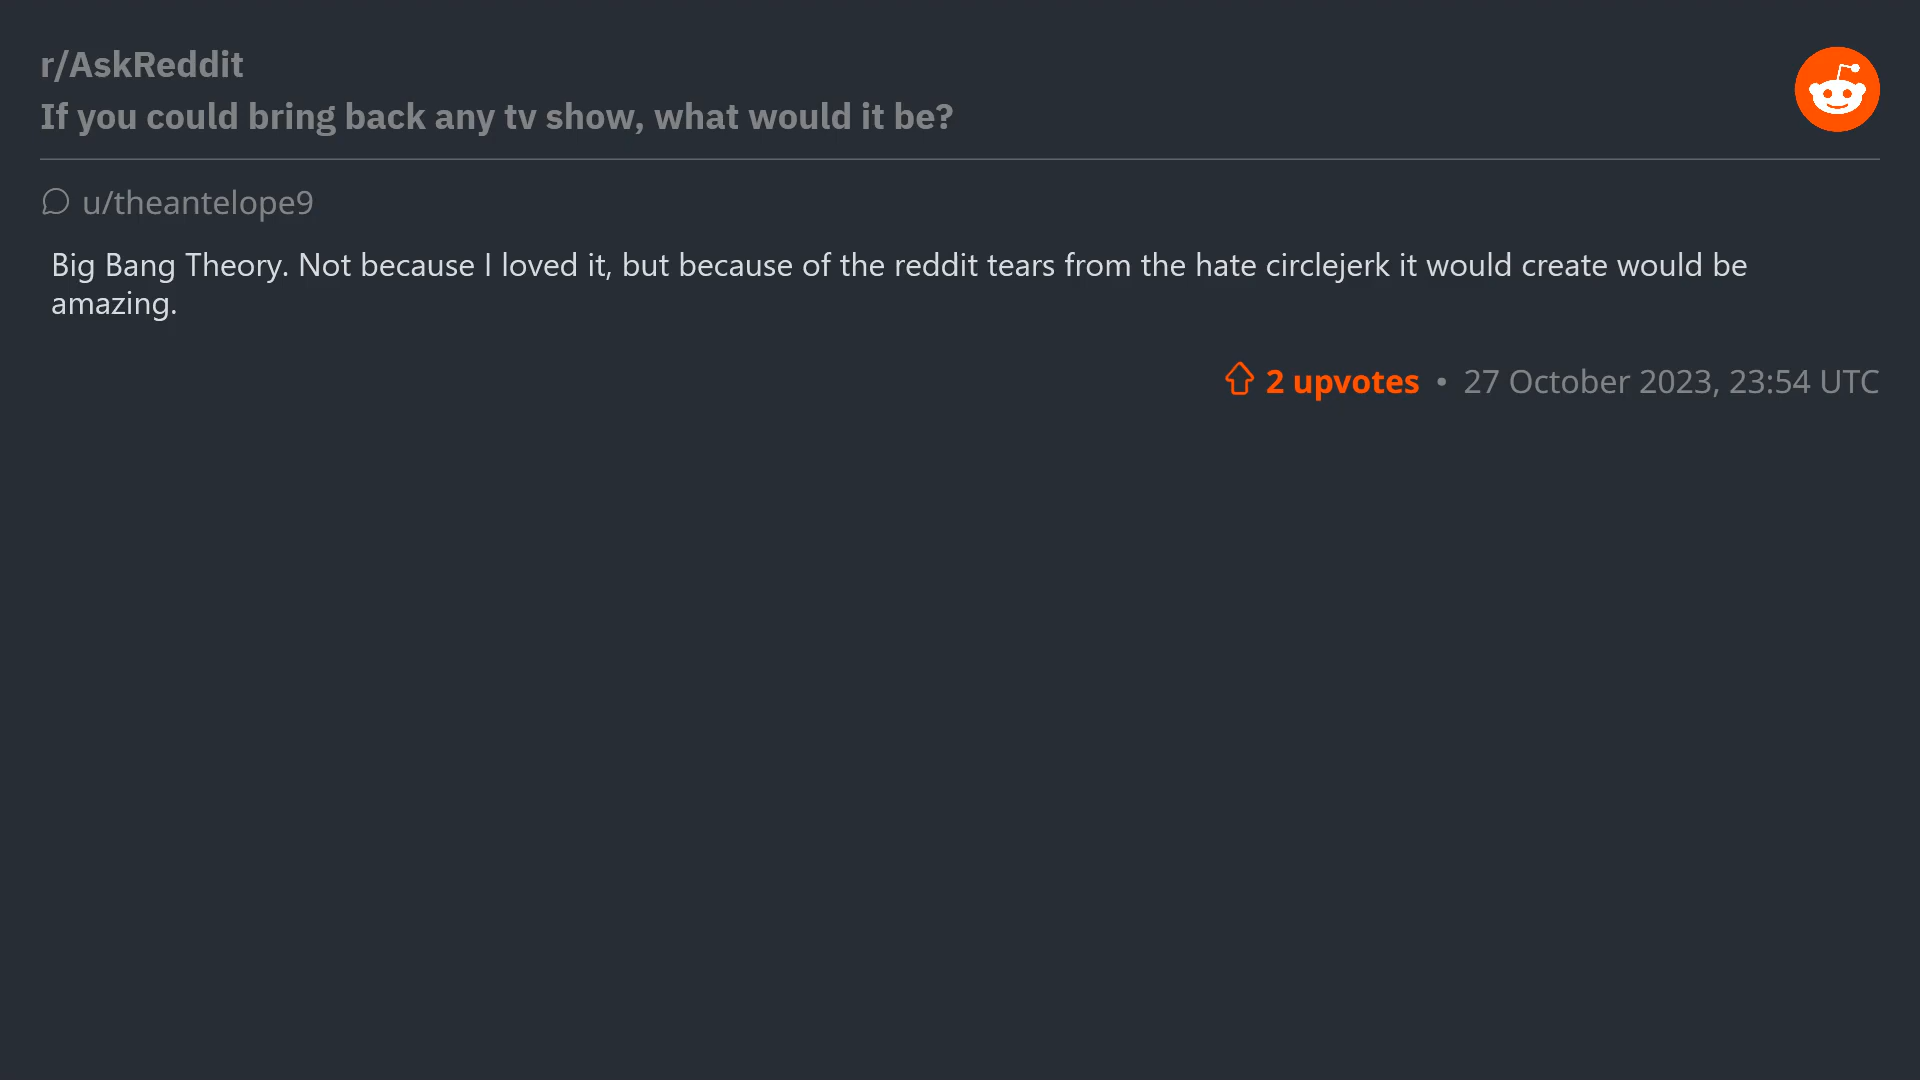 r/AskReddit
If you could bring back any tv show, what would it be?
u/theantelope9
Big Bang Theory. Not because I loved it, but because of the reddit tears from the hate circlejerk it would create would be
amazing.
2 upvotes • 27 October 2023, 23:54 UTC